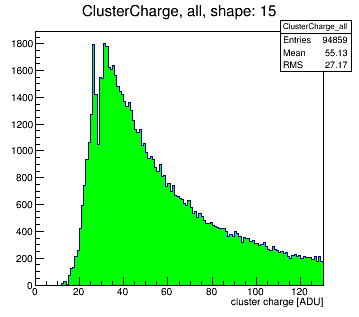 ClusterCharge, all, shape: 15
ClusterCharge_all
Entries 94859
Mean 55.13
RMS 27.17
1800
1600
1400
1200
1000
800
600
400
200
0
0 20 40 60 80 100 120
cluster charge [ADU]